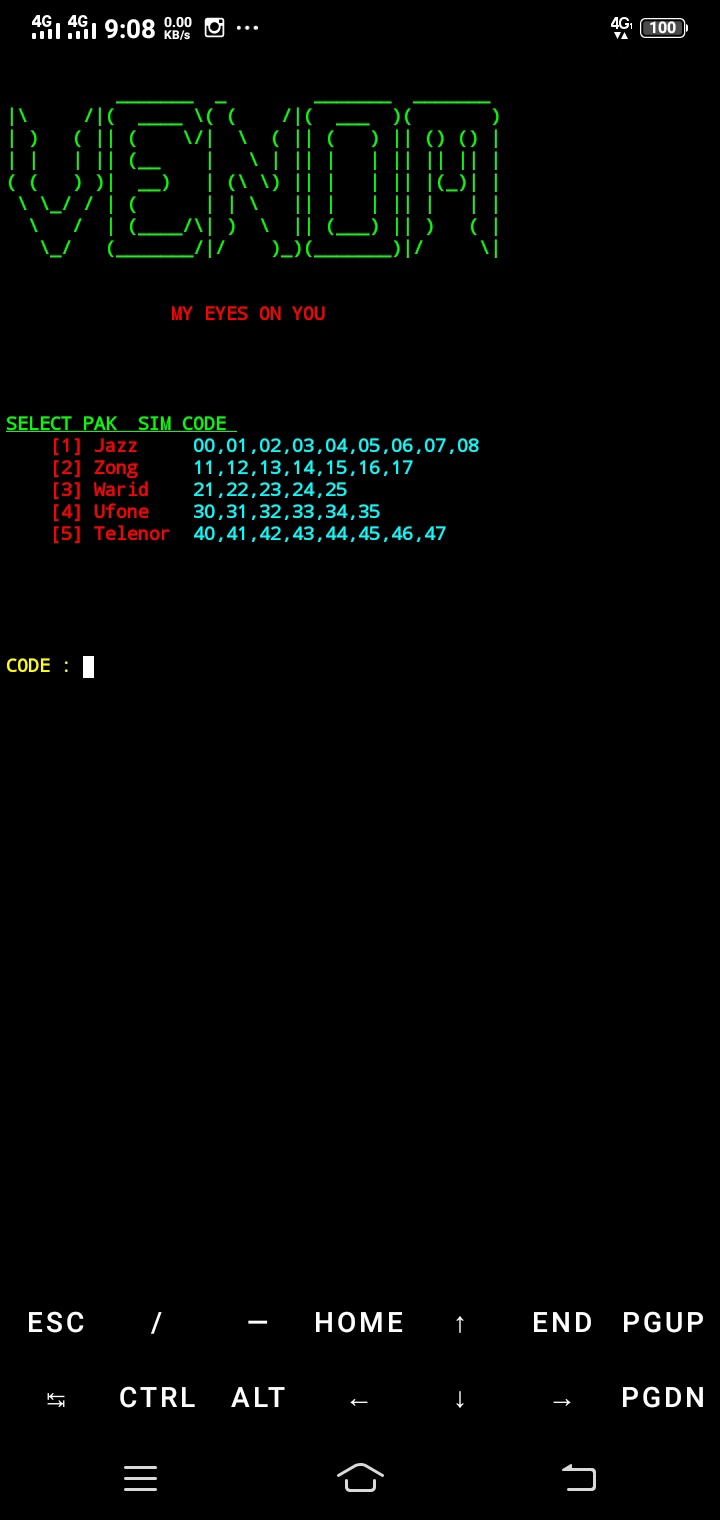 4G 4G 9:08 0.00 KB/s ... 4G 100
VENOM
MY EYES ON YOU
SELECT PAK SIM CODE
[1] Jazz 00,01,02,03,04,05,06,07,08
[2] Zong 11,12,13,14,15,16,17
[3] Warid 21,22,23,24,25
[4] Ufone 30,31,32,33,34,35
[5] Telenor 40,41,42,43,44,45,46,47
CODE :
ESC / — HOME ↑ END PGUP
↹ CTRL ALT ← ↓ → PGDN